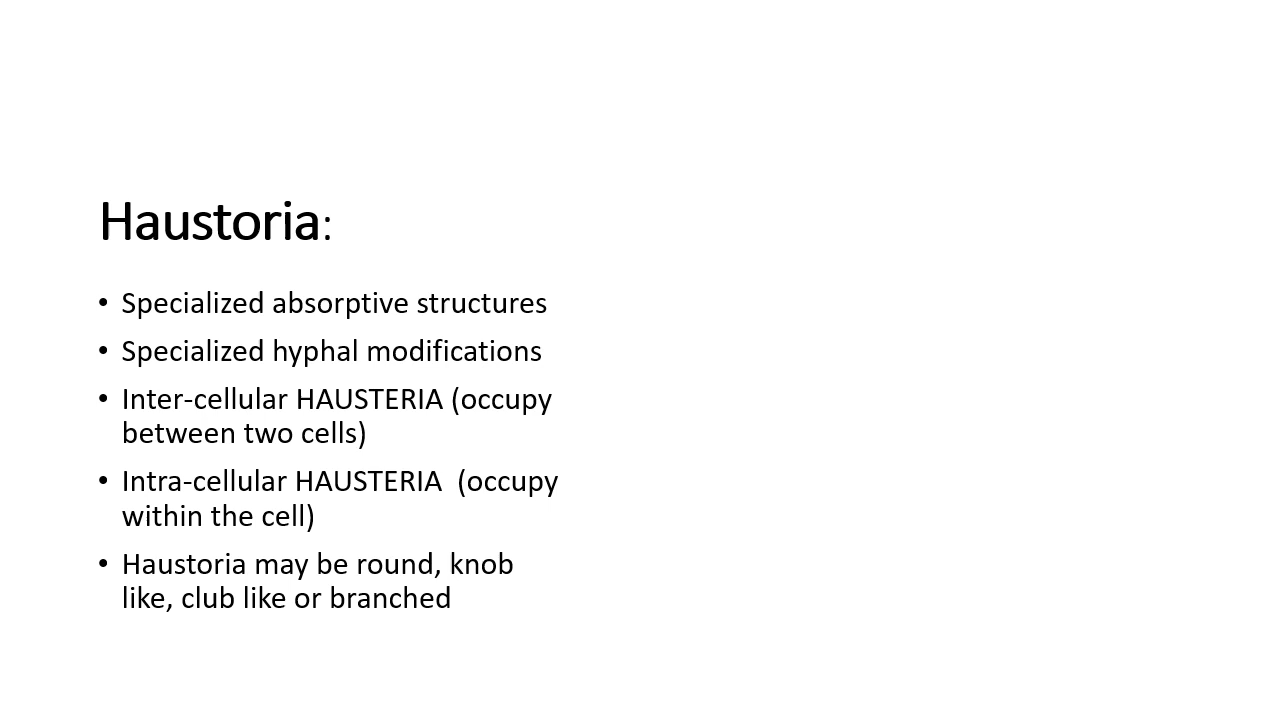 Haustoria:
• Specialized absorptive structures
• Specialized hyphal modifications
• Inter-cellular HAUSTERIA (occupy
between two cells)
• Intra-cellular HAUSTERIA  (occupy
within the cell)
• Haustoria may be round, knob
like, club like or branched